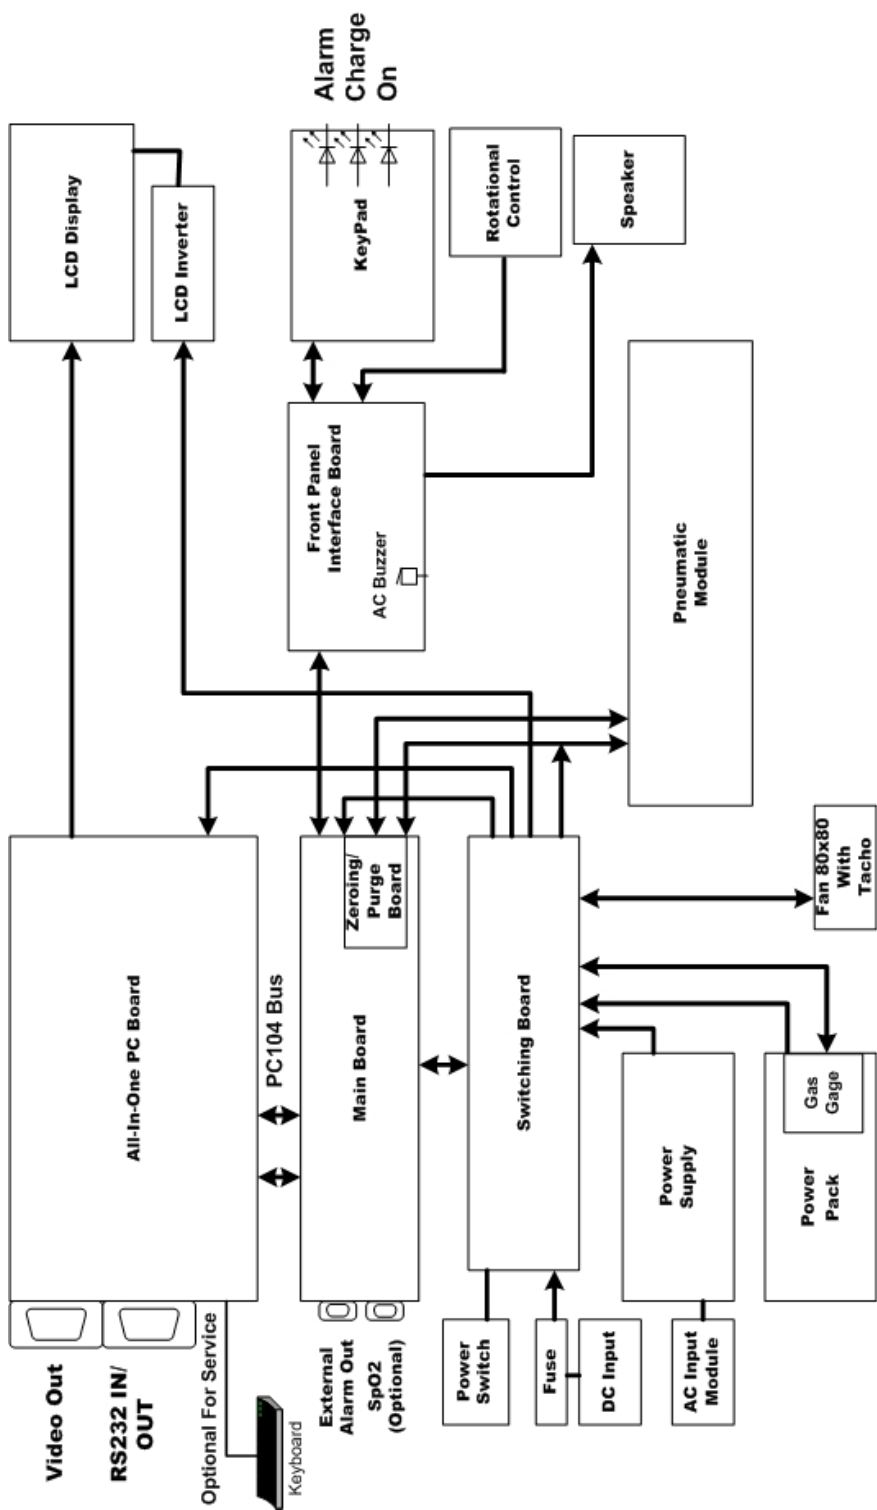 Video Out
RS232 IN/
OUT
Optional For Service
Keyboard
External
Alarm Out
SpO2
(Optional)
Power
Switch
Fuse
DC Input
AC Input
Module
All-In-One PC Board
PC104 Bus
Main Board
Zeroing/
Purge
Board
Switching Board
Power
Supply
Power
Pack
Gas
Gage
Fan 80x80
With
Tacho
Front Panel
Interface Board
AC Buzzer
Pneumatic
Module
LCD Display
LCD Inverter
KeyPad
Alarm
Charge
On
Rotational
Control
Speaker